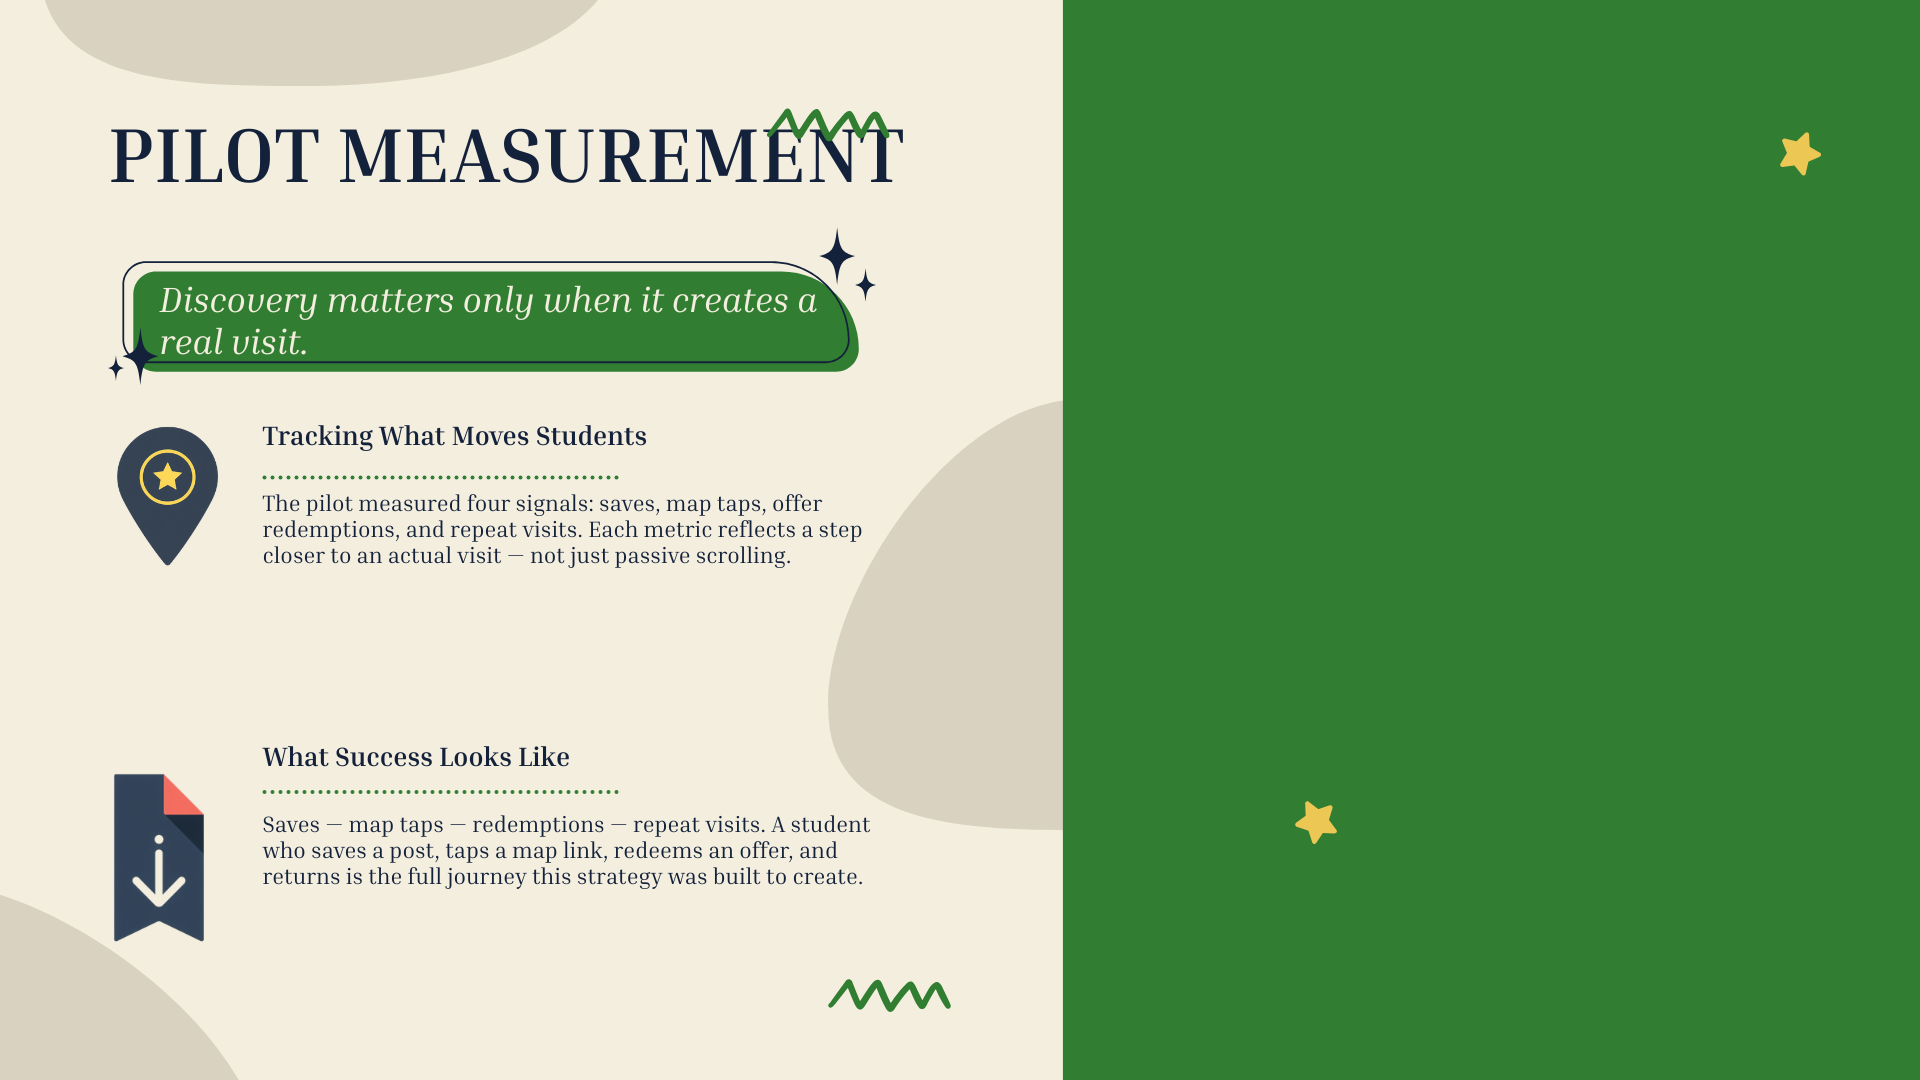 PILOT MEASUREMENT
Discovery matters only when it creates a
real visit.
Tracking What Moves Students
The pilot measured four signals: saves, map taps, offer
redemptions, and repeat visits. Each metric reflects a step
closer to an actual visit — not just passive scrolling.
What Success Looks Like
Saves — map taps — redemptions — repeat visits. A student
who saves a post, taps a map link, redeems an offer, and
returns is the full journey this strategy was built to create.